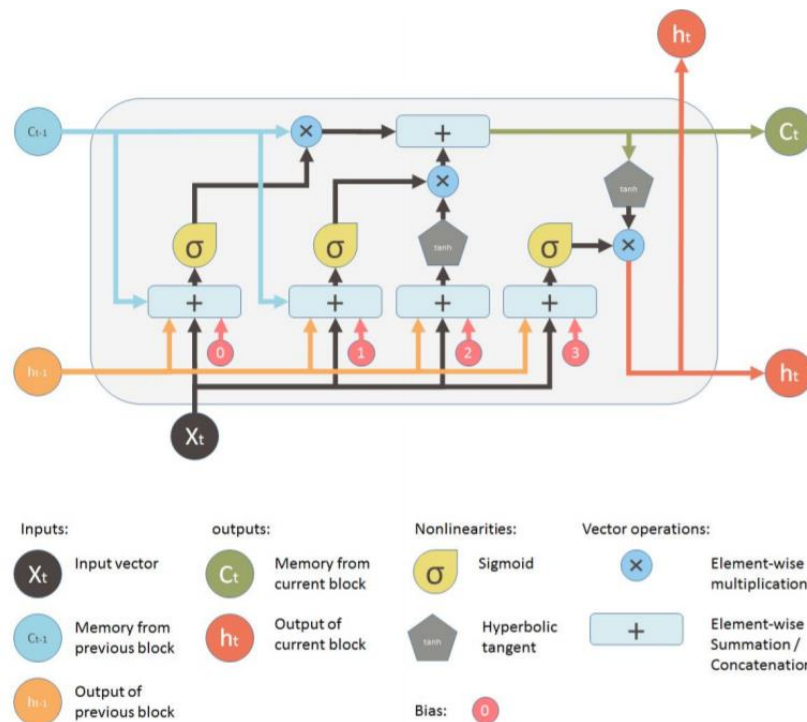 ht
Ct-1
×
+
Ct
×
tanh
σ
σ
tanh
σ
×
+
+
+
+
0
1
2
3
ht-1
ht
Xt
Inputs:
outputs:
Nonlinearities:
Vector operations:
Xt
Input vector
Ct
Memory from
current block
σ
Sigmoid
×
Element-wise
multiplication
Ct-1
Memory from
previous block
ht
Output of
current block
tanh
Hyperbolic
tangent
+
Element-wise
Summation /
Concatenation
ht-1
Output of
previous block
Bias:
0